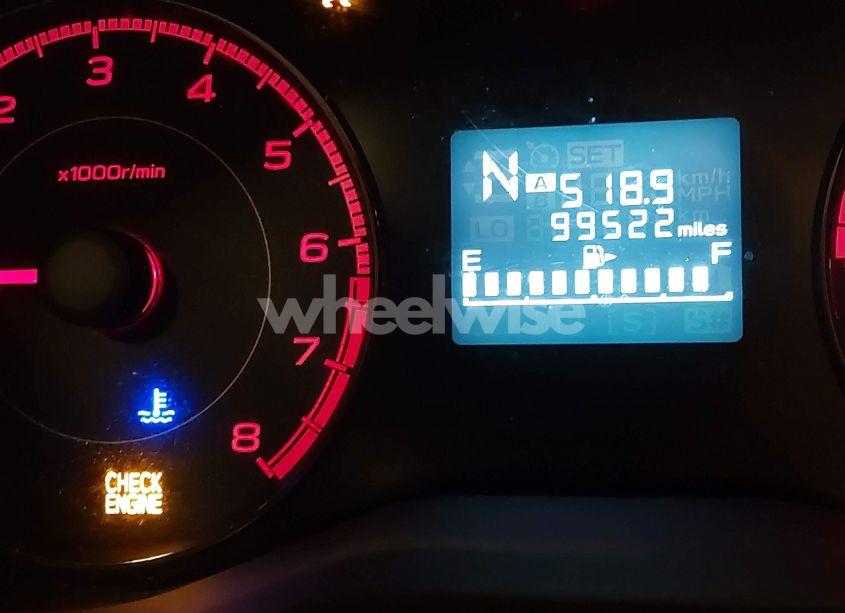 2
3
4
5
6
7
8
x1000r/min
CHECK
ENGINE
SET
N A 518.9
km/h
MPH
99522 miles
km
LO
E F
[S]
wheelwise